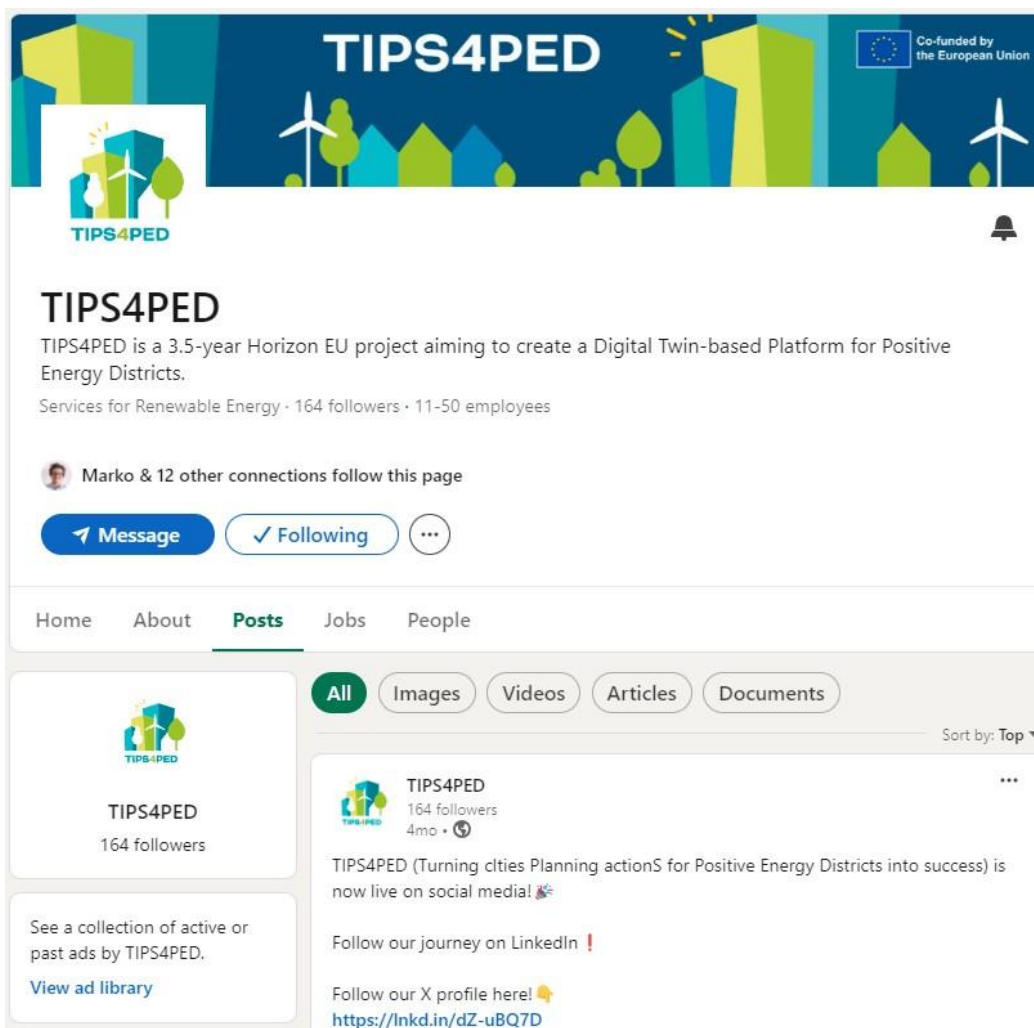 TIPS4PED
Co-funded by
the European Union
TIPS4PED
TIPS4PED
TIPS4PED is a 3.5-year Horizon EU project aiming to create a Digital Twin-based Platform for Positive
Energy Districts.
Services for Renewable Energy · 164 followers · 11-50 employees
Marko & 12 other connections follow this page
Message
Following
Home
About
Posts
Jobs
People
TIPS4PED
TIPS4PED
164 followers
See a collection of active or
past ads by TIPS4PED.
View ad library
All
Images
Videos
Articles
Documents
Sort by: Top
TIPS4PED
TIPS4PED
164 followers
4mo •
TIPS4PED (Turning cIties Planning actionS for Positive Energy Districts into success) is
now live on social media! 🎉
Follow our journey on LinkedIn ❗
Follow our X profile here! 👇
https://lnkd.in/dZ-uBQ7D